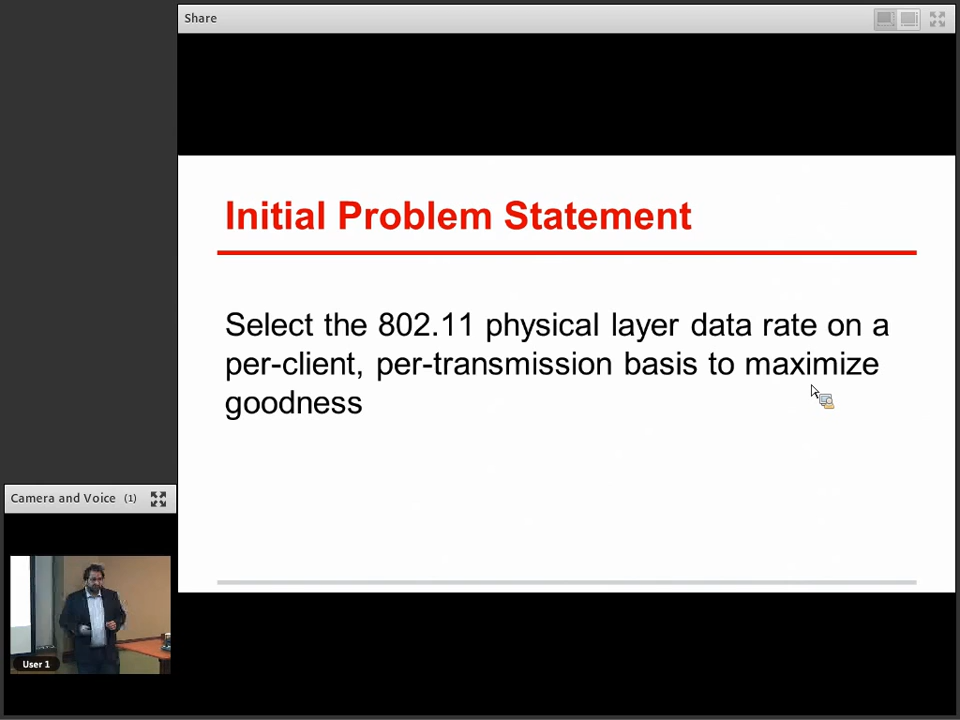 Share
Initial Problem Statement
Select the 802.11 physical layer data rate on a
per-client, per-transmission basis to maximize
goodness
Camera and Voice (1)
User 1